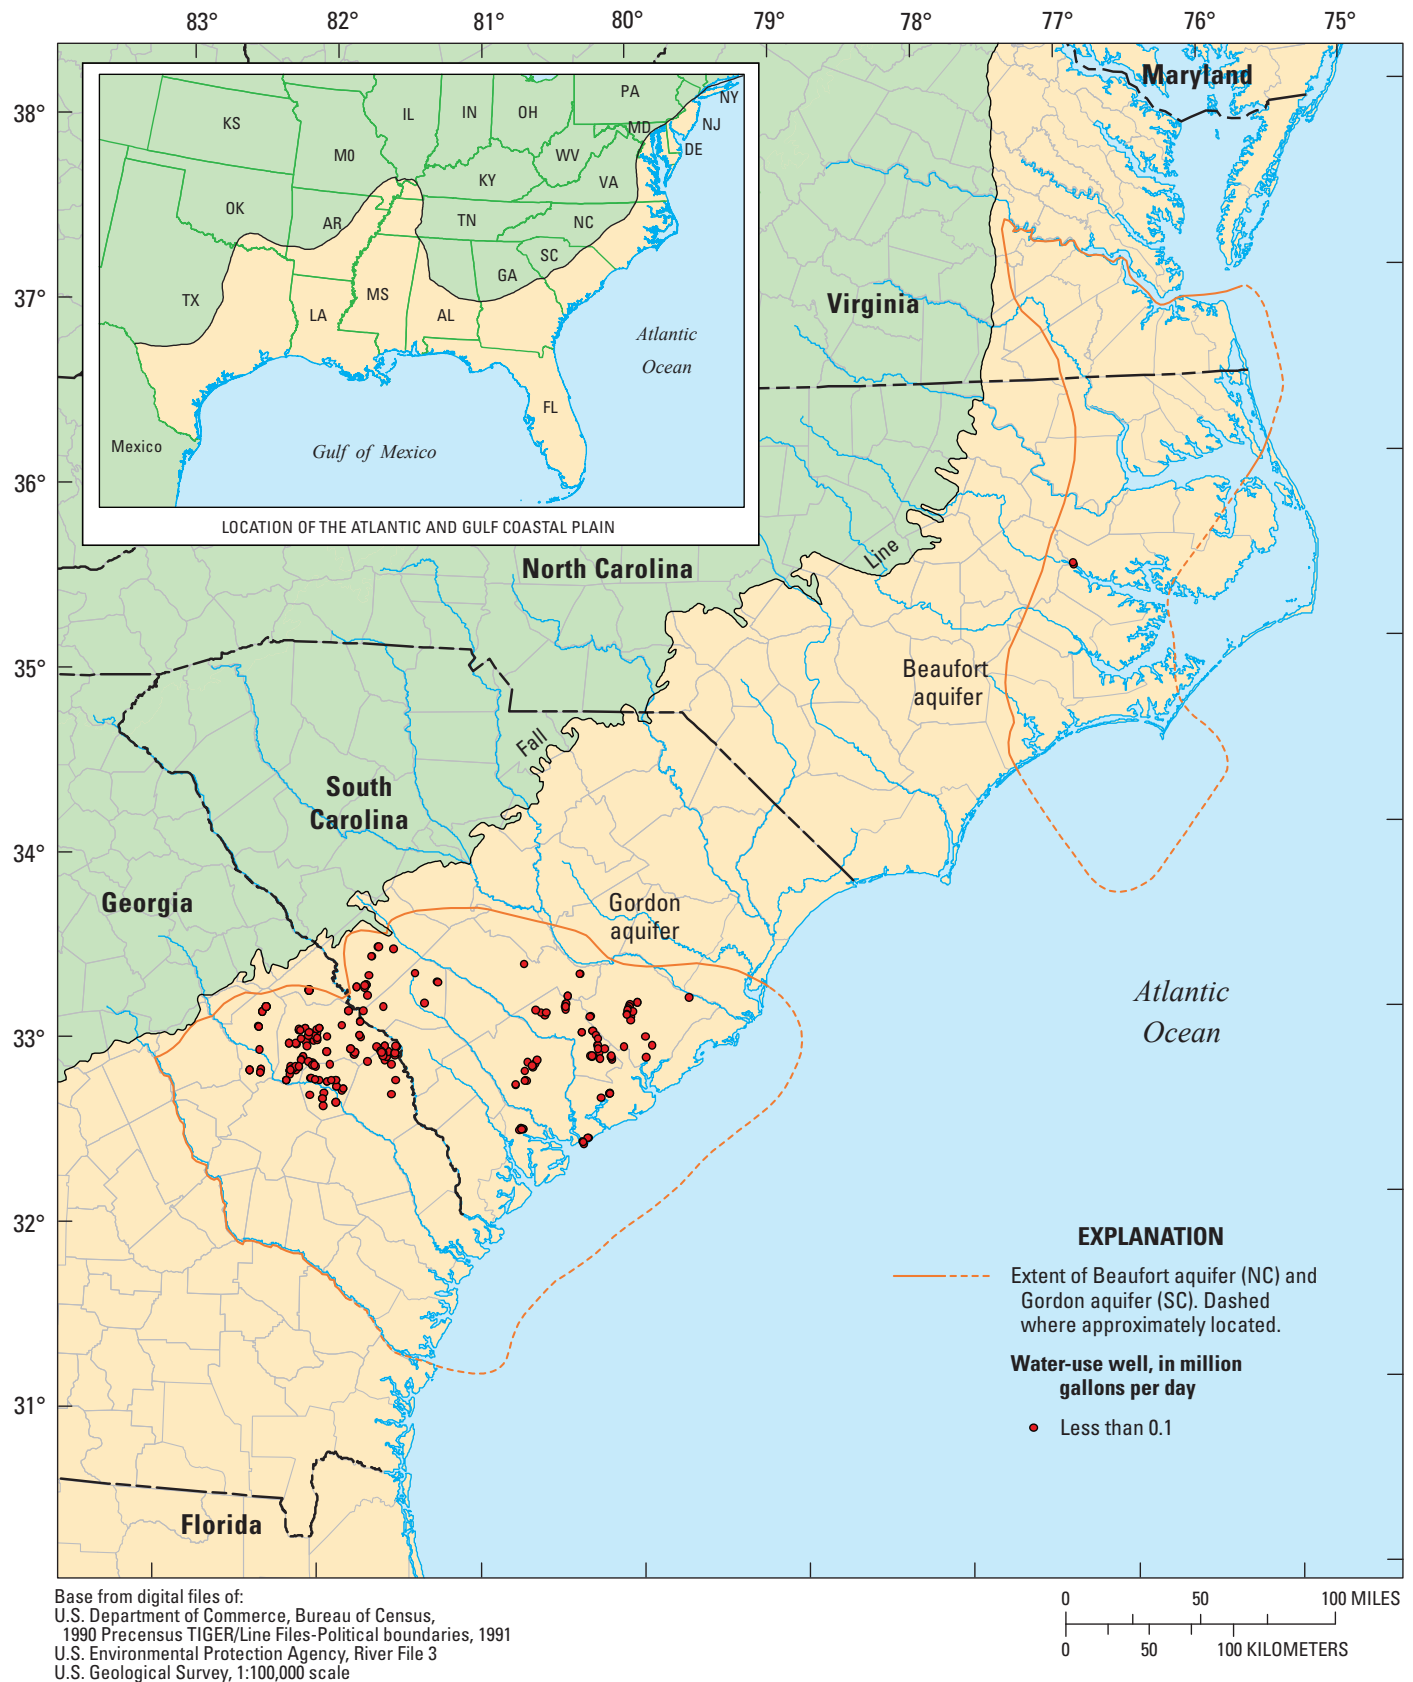 83°
82°
81°
80°
79°
78°
77°
76°
75°
38°
37°
36°
35°
34°
33°
32°
31°
KS
MO
IL
IN
OH
PA
NY
NJ
MD
DE
WV
VA
KY
OK
AR
TN
NC
SC
GA
TX
LA
MS
AL
FL
Mexico
Gulf of Mexico
Atlantic
Ocean
LOCATION OF THE ATLANTIC AND GULF COASTAL PLAIN
Maryland
Virginia
North Carolina
Line
Fall
Beaufort
aquifer
South
Carolina
Georgia
Gordon
aquifer
Atlantic
Ocean
Florida
EXPLANATION
Extent of Beaufort aquifer (NC) and
Gordon aquifer (SC). Dashed
where approximately located.
Water-use well, in million
gallons per day
Less than 0.1
Base from digital files of:
U.S. Department of Commerce, Bureau of Census,
1990 Precensus TIGER/Line Files-Political boundaries, 1991
U.S. Environmental Protection Agency, River File 3
U.S. Geological Survey, 1:100,000 scale
0 50 100 MILES
0 50 100 KILOMETERS